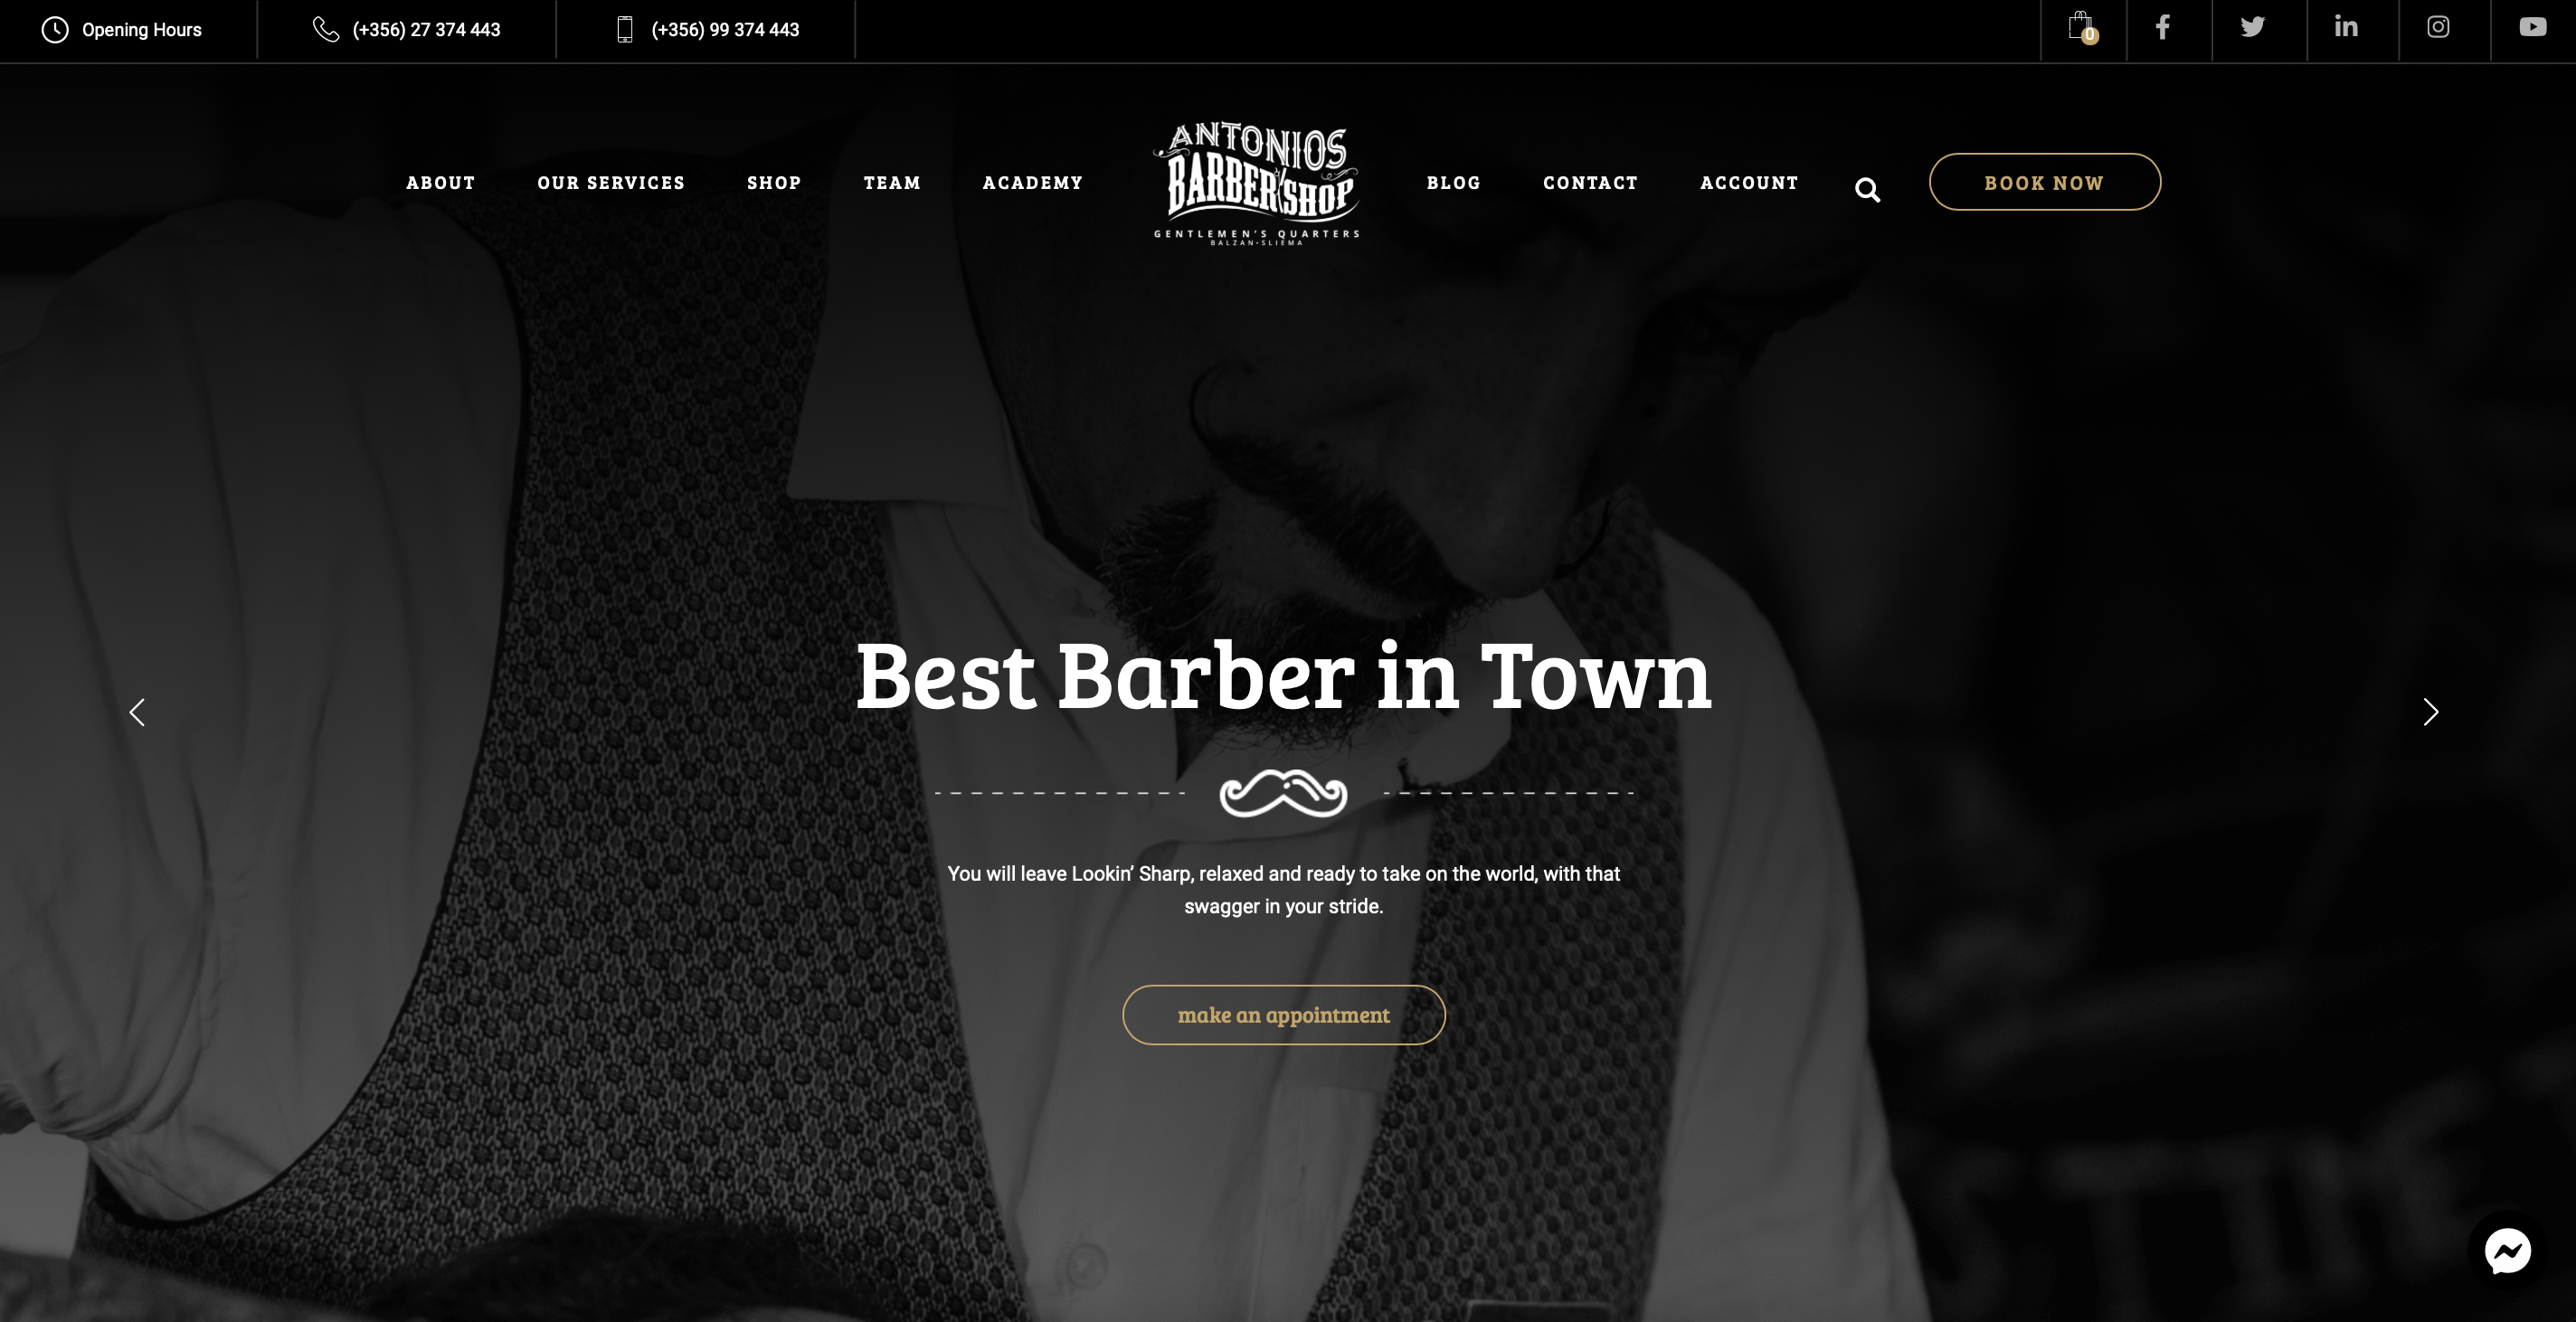 Opening Hours
(+356) 27 374 443
(+356) 99 374 443
0
ABOUT
OUR SERVICES
SHOP
TEAM
ACADEMY
ANTONIOS
BARBERSHOP
GENTLEMEN'S QUARTERS
BALZAN•SLIEMA
BLOG
CONTACT
ACCOUNT
BOOK NOW
Best Barber in Town
You will leave Lookin’ Sharp, relaxed and ready to take on the world, with that
swagger in your stride.
make an appointment